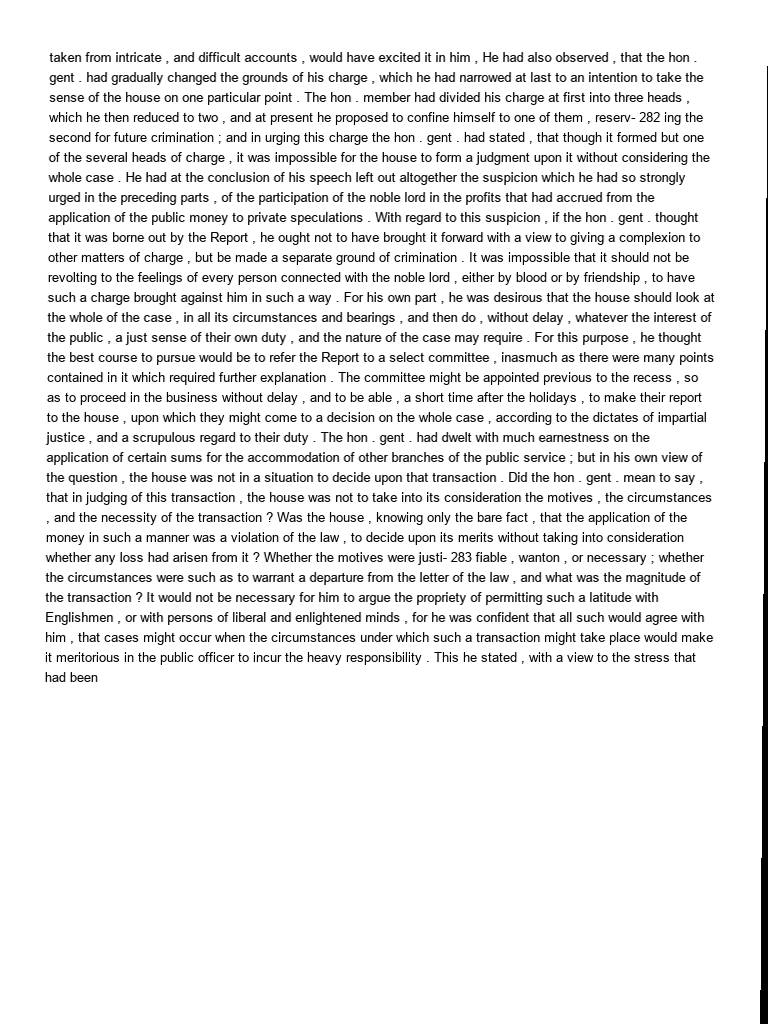 taken from intricate , and difficult accounts , would have excited it in him , He had also observed , that the hon .
gent . had gradually changed the grounds of his charge , which he had narrowed at last to an intention to take the
sense of the house on one particular point . The hon . member had divided his charge at first into three heads ,
which he then reduced to two , and at present he proposed to confine himself to one of them , reserv- 282 ing the
second for future crimination ; and in urging this charge the hon . gent . had stated , that though it formed but one
of the several heads of charge , it was impossible for the house to form a judgment upon it without considering the
whole case . He had at the conclusion of his speech left out altogether the suspicion which he had so strongly
urged in the preceding parts , of the participation of the noble lord in the profits that had accrued from the
application of the public money to private speculations . With regard to this suspicion , if the hon . gent . thought
that it was borne out by the Report , he ought not to have brought it forward with a view to giving a complexion to
other matters of charge , but be made a separate ground of crimination . It was impossible that it should not be
revolting to the feelings of every person connected with the noble lord , either by blood or by friendship , to have
such a charge brought against him in such a way . For his own part , he was desirous that the house should look at
the whole of the case , in all its circumstances and bearings , and then do , without delay , whatever the interest of
the public , a just sense of their own duty , and the nature of the case may require . For this purpose , he thought
the best course to pursue would be to refer the Report to a select committee , inasmuch as there were many points
contained in it which required further explanation . The committee might be appointed previous to the recess , so
as to proceed in the business without delay , and to be able , a short time after the holidays , to make their report
to the house , upon which they might come to a decision on the whole case , according to the dictates of impartial
justice , and a scrupulous regard to their duty . The hon . gent . had dwelt with much earnestness on the
application of certain sums for the accommodation of other branches of the public service ; but in his own view of
the question , the house was not in a situation to decide upon that transaction . Did the hon . gent . mean to say ,
that in judging of this transaction , the house was not to take into its consideration the motives , the circumstances
, and the necessity of the transaction ? Was the house , knowing only the bare fact , that the application of the
money in such a manner was a violation of the law , to decide upon its merits without taking into consideration
whether any loss had arisen from it ? Whether the motives were justi- 283 fiable , wanton , or necessary ; whether
the circumstances were such as to warrant a departure from the letter of the law , and what was the magnitude of
the transaction ? It would not be necessary for him to argue the propriety of permitting such a latitude with
Englishmen , or with persons of liberal and enlightened minds , for he was confident that all such would agree with
him , that cases might occur when the circumstances under which such a transaction might take place would make
it meritorious in the public officer to incur the heavy responsibility . This he stated , with a view to the stress that
had been